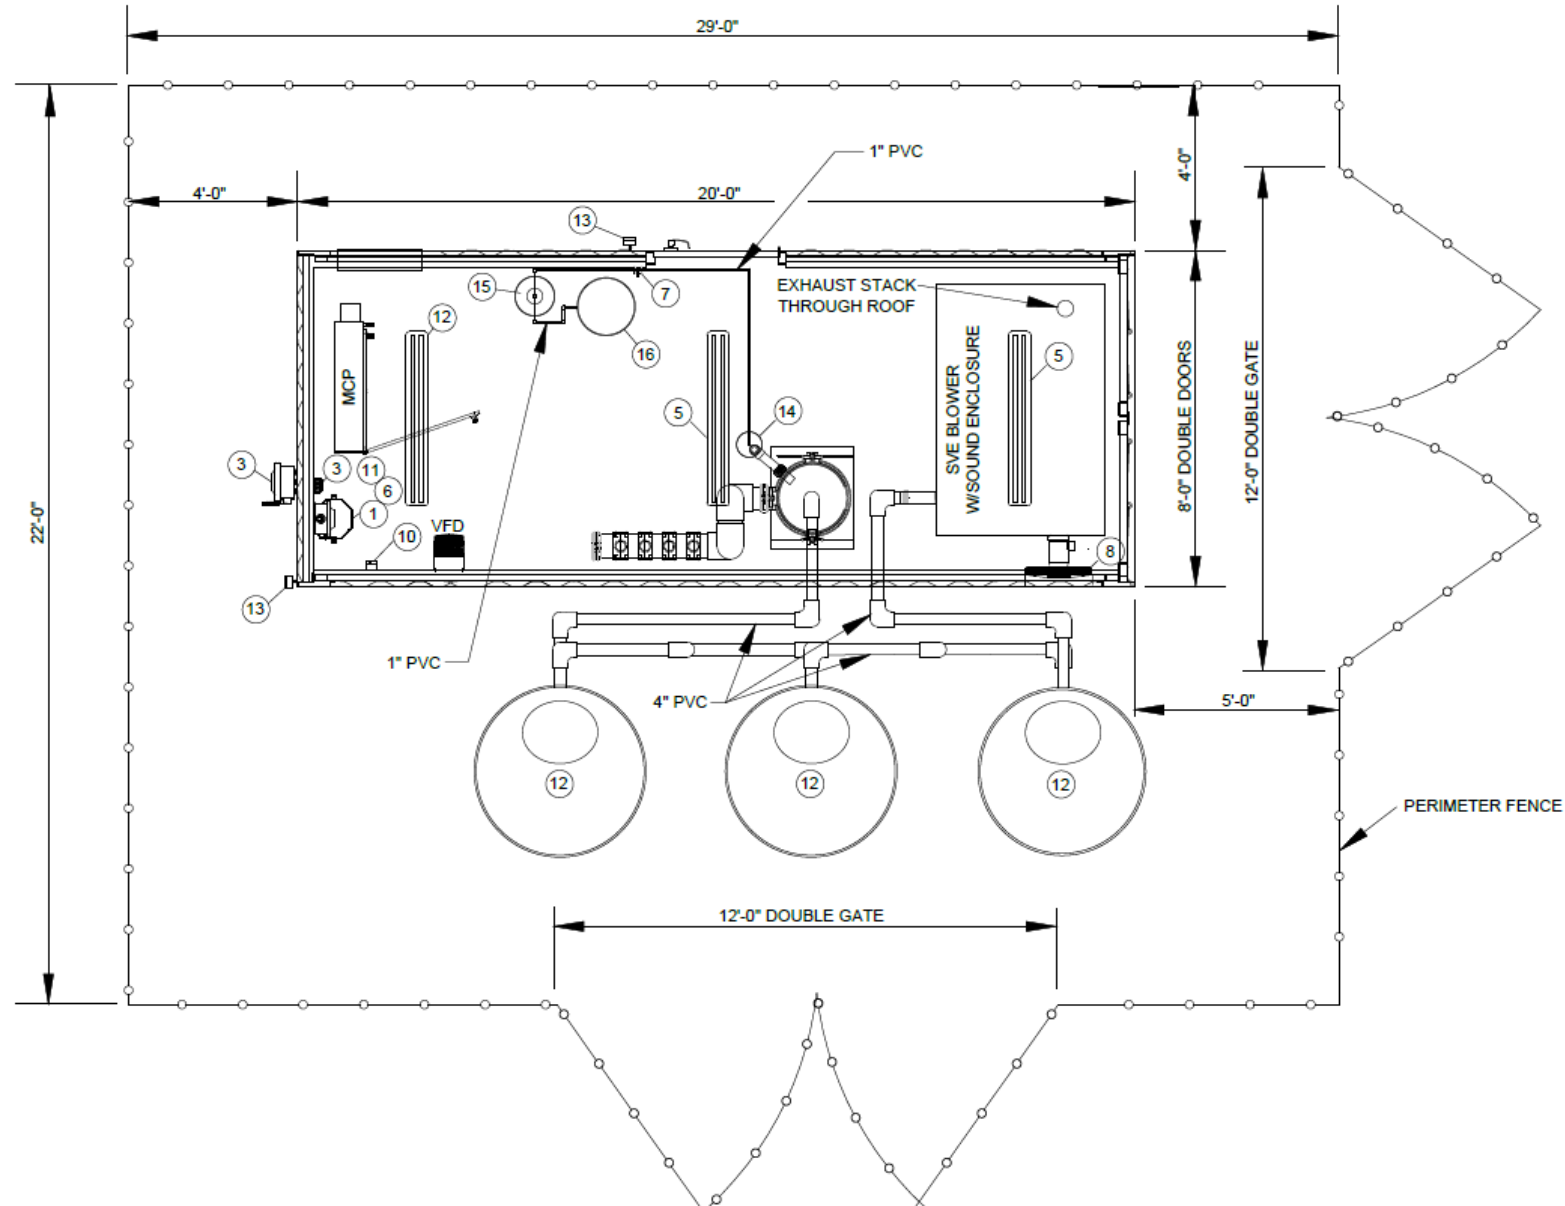 29'-0"
1" PVC
4'-0"
4'-0"
20'-0"
13
15
7
EXHAUST STACK
THROUGH ROOF
12
16
5
MCP
SVE BLOWER
W/SOUND ENCLOSURE
8'-0" DOUBLE DOORS
12'-0" DOUBLE GATE
5
14
3
3
11
6
1
22'-0"
VFD
10
8
13
1" PVC
4" PVC
5'-0"
12
12
12
PERIMETER FENCE
12'-0" DOUBLE GATE